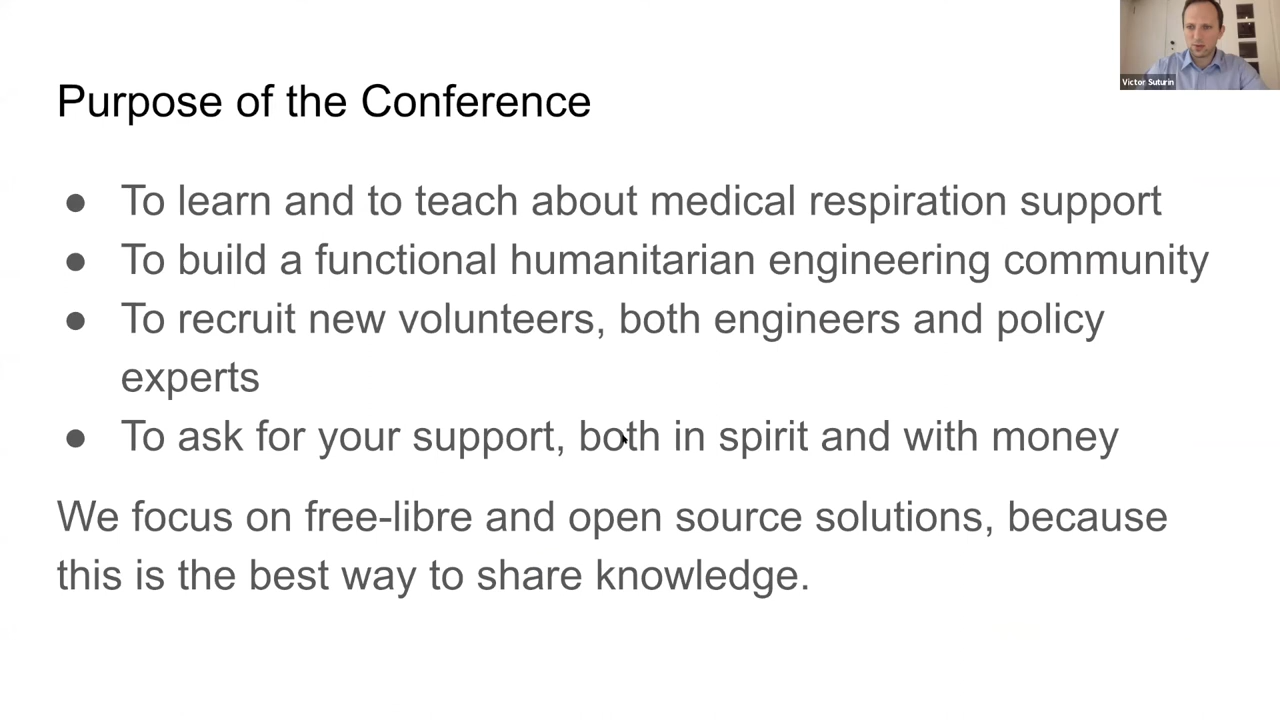 Victor Suturin
Purpose of the Conference
● To learn and to teach about medical respiration support
● To build a functional humanitarian engineering community
● To recruit new volunteers, both engineers and policy
experts
● To ask for your support, both in spirit and with money
We focus on free-libre and open source solutions, because
this is the best way to share knowledge.